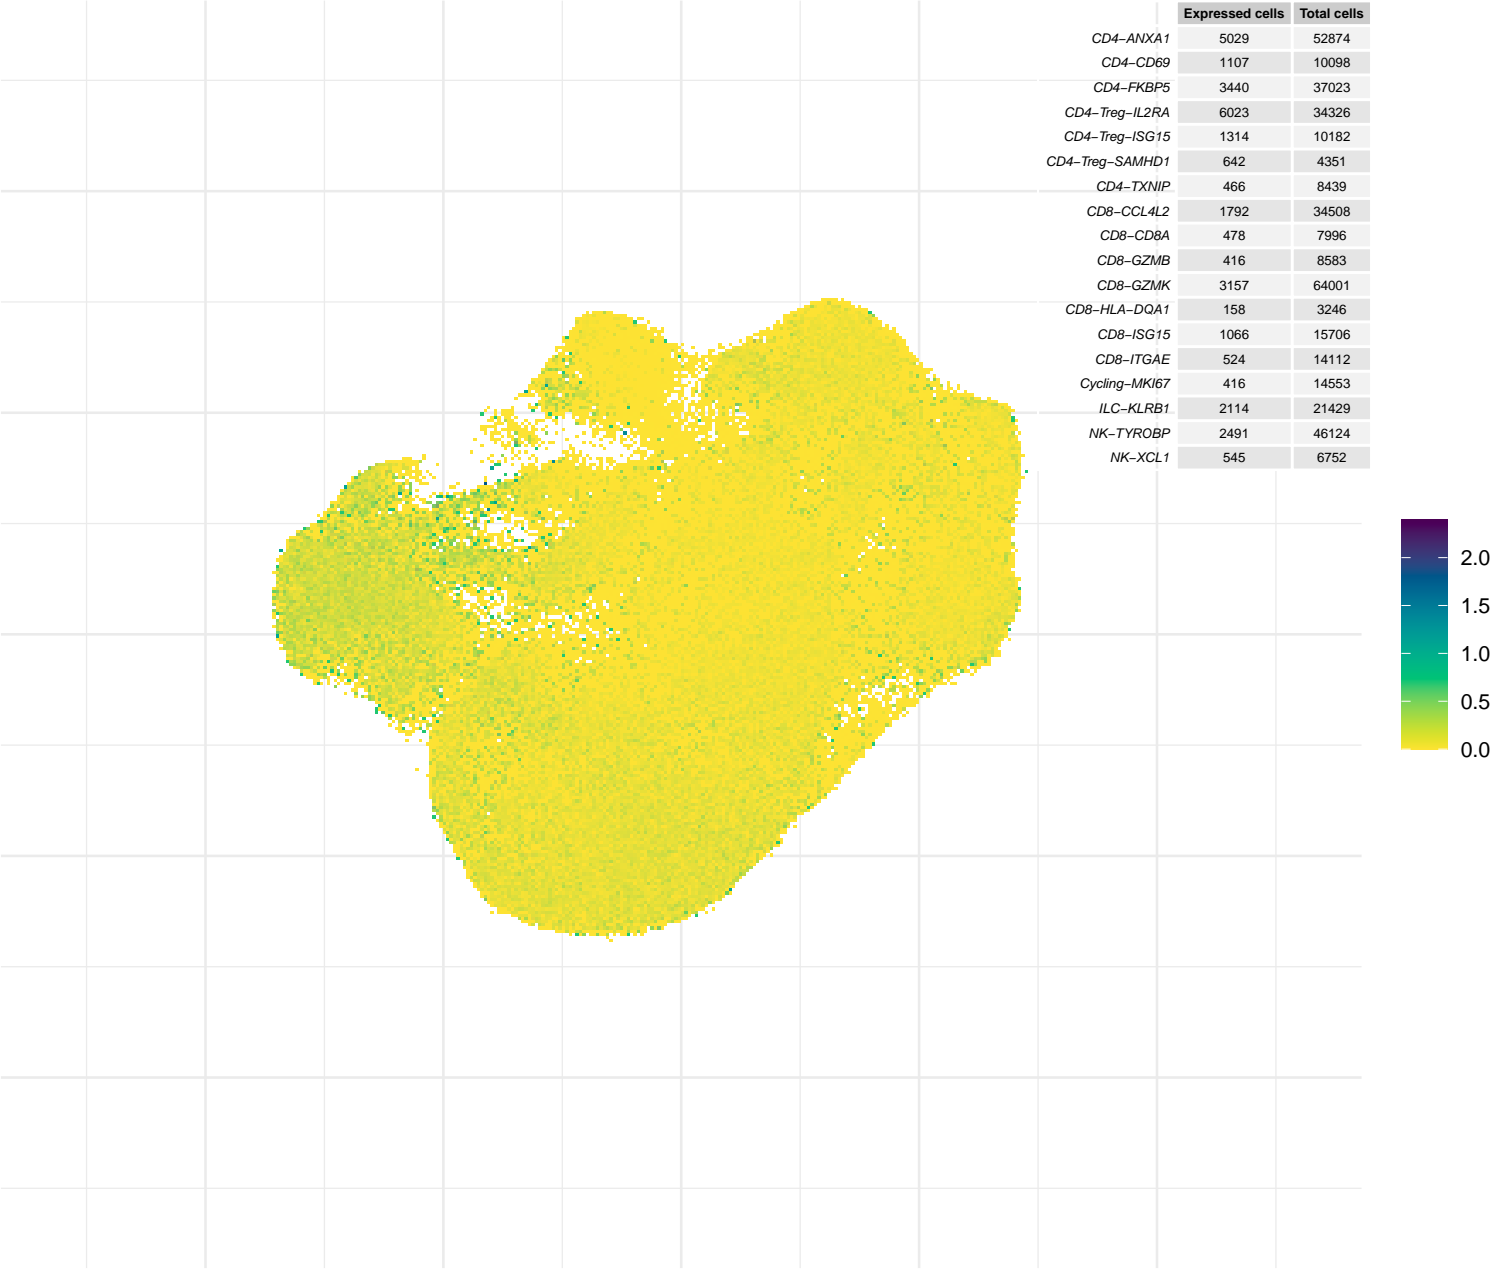 Expressed cells Total cells
CD4−ANXA1 5029 52874
CD4−CD69 1107 10098
CD4−FKBP5 3440 37023
CD4−Treg−IL2RA 6023 34326
CD4−Treg−ISG15 1314 10182
CD4−Treg−SAMHD1 642 4351
CD4−TXNIP 466 8439
CD8−CCL4L2 1792 34508
CD8−CD8A 478 7996
CD8−GZMB 416 8583
CD8−GZMK 3157 64001
CD8−HLA−DQA1 158 3246
CD8−ISG15 1066 15706
CD8−ITGAE 524 14112
Cycling−MKI67 416 14553
ILC−KLRB1 2114 21429
NK−TYROBP 2491 46124
NK−XCL1 545 6752
2.0
1.5
1.0
0.5
0.0